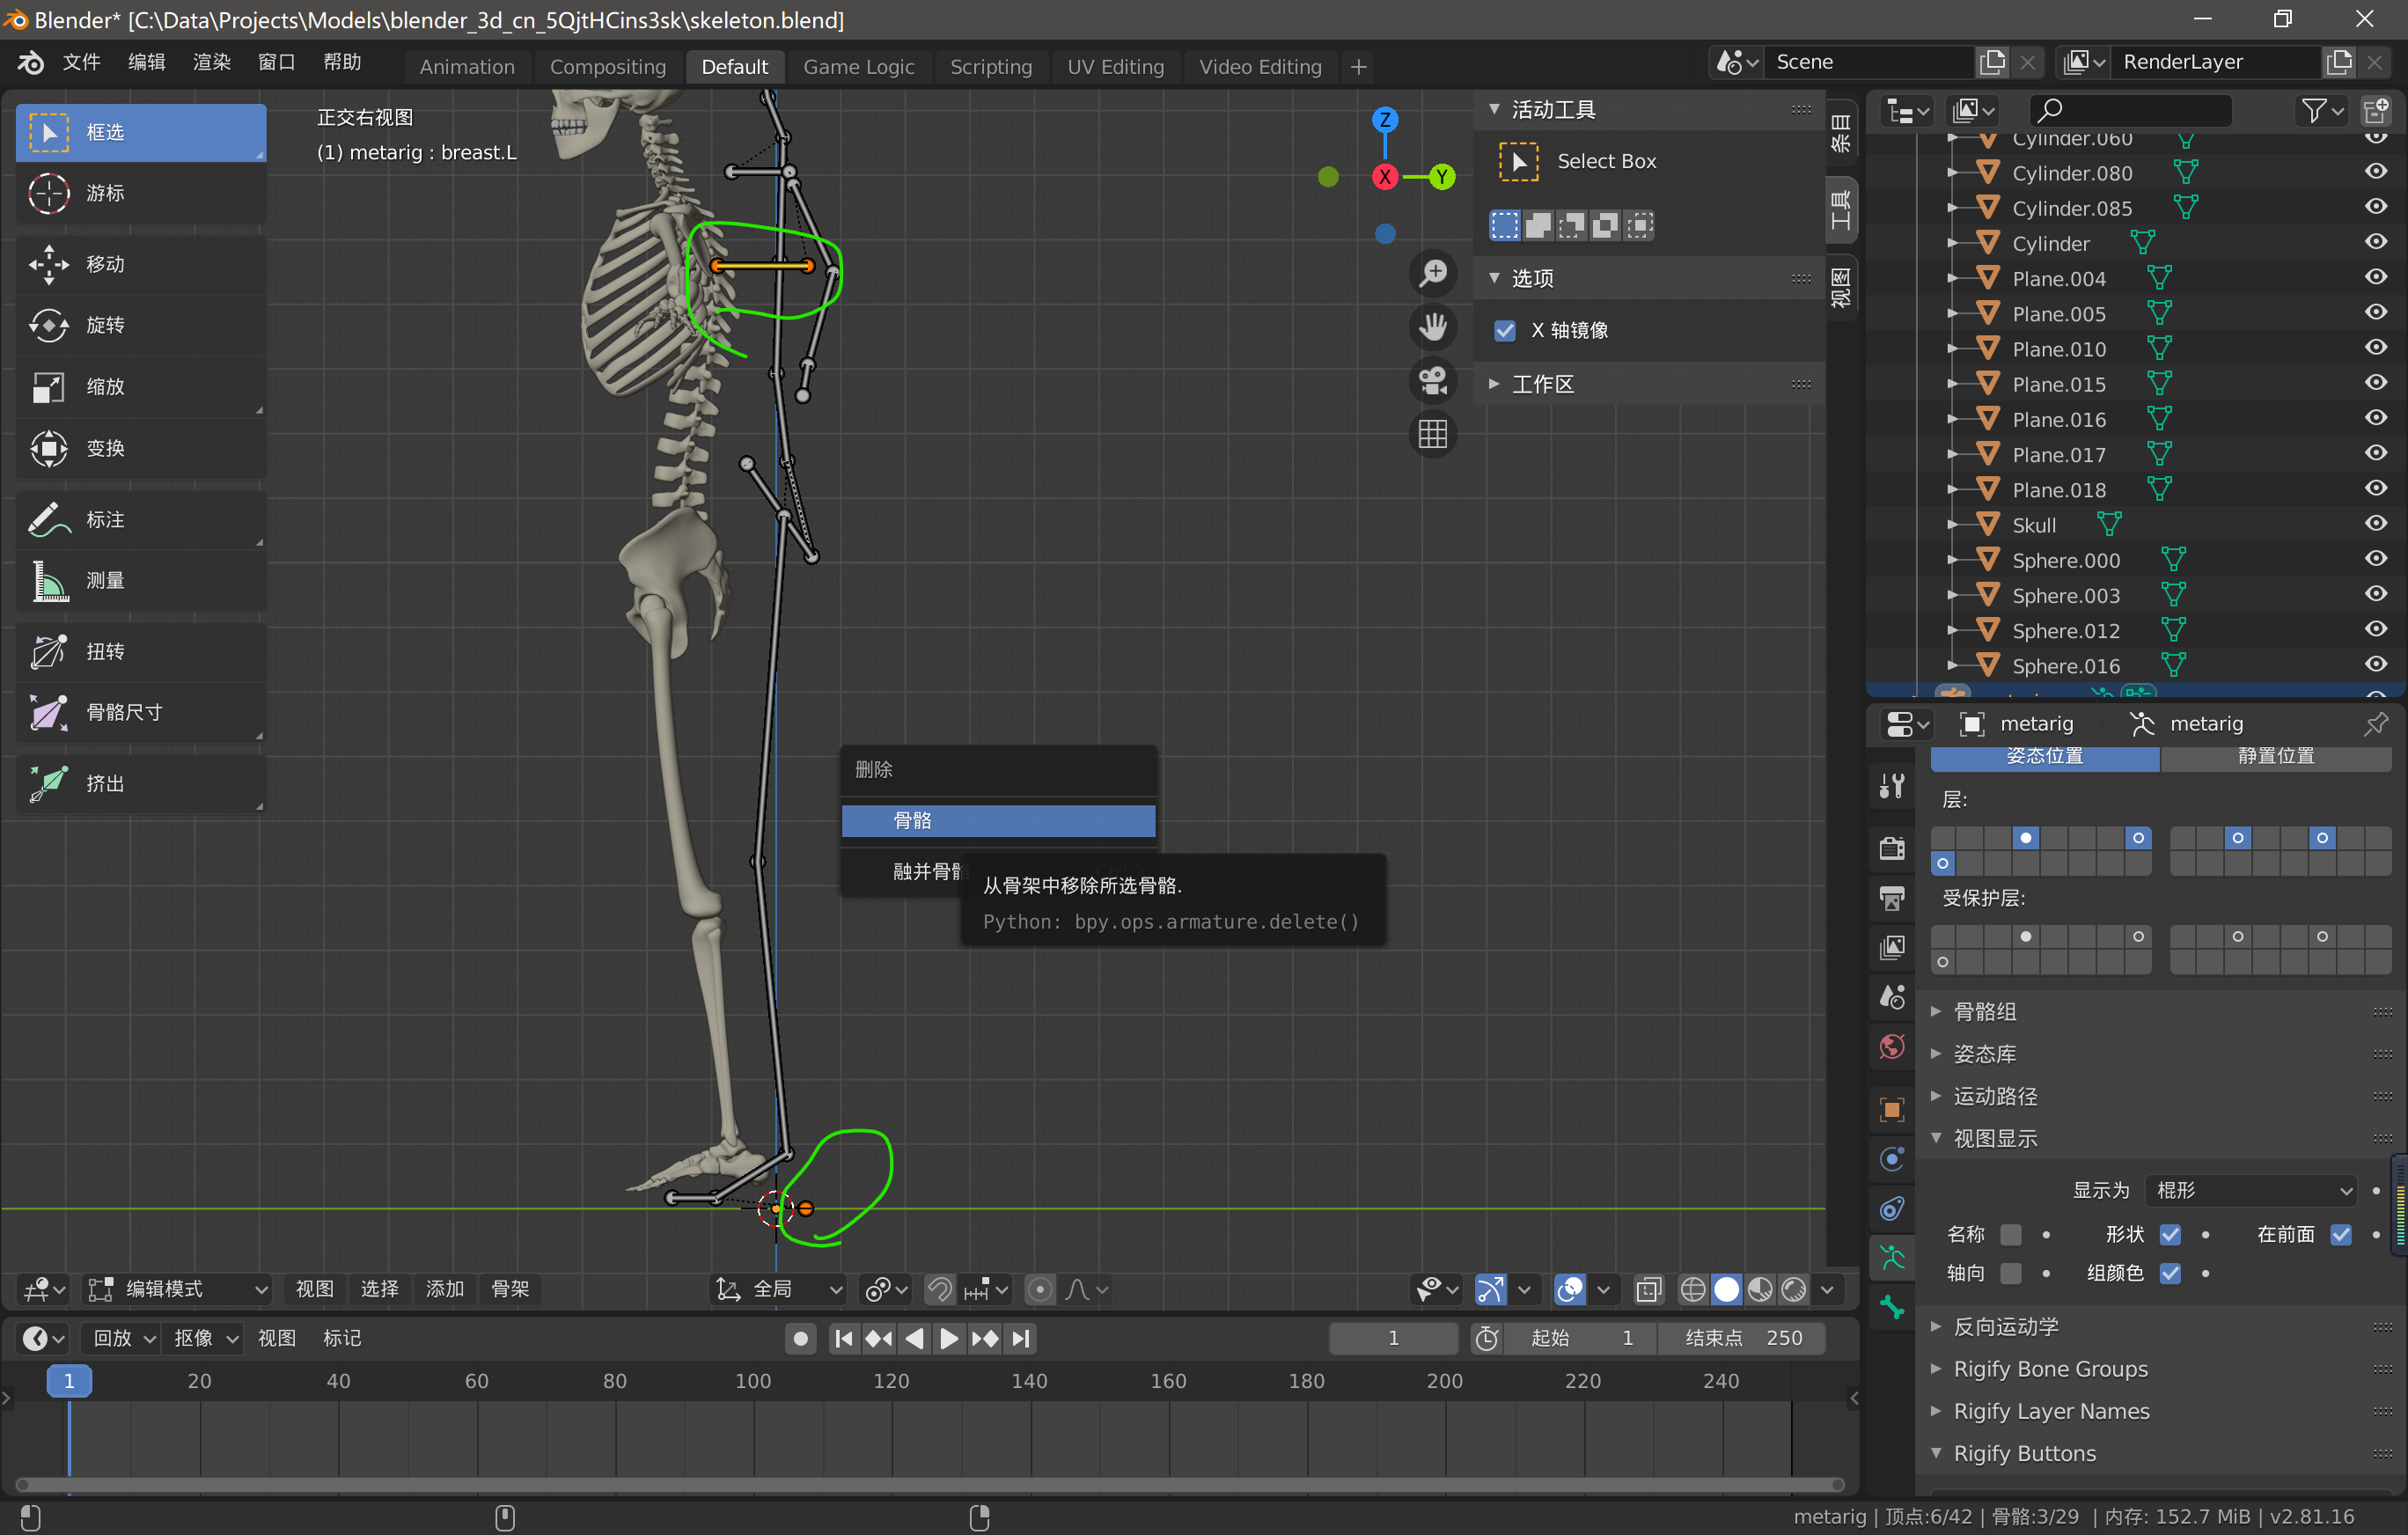 Blender* [C:\Data\Projects\Models\blender_3d_cn_5QjtHCins3sk\skeleton.blend]
文件 编辑 渲染 窗口 帮助 Animation Compositing Default Game Logic Scripting UV Editing Video Editing + Scene RenderLayer
框选
游标
移动
旋转
缩放
变换
标注
测量
扭转
骨骼尺寸
挤出
正交右视图
(1) metarig : breast.L
Z
X
Y
活动工具
Select Box
选项
X 轴镜像
工作区
条目
工具
视图
删除
骨骼
融并骨骼
从骨架中移除所选骨骼.
Python: bpy.ops.armature.delete()
Cylinder.060
Cylinder.080
Cylinder.085
Cylinder
Plane.004
Plane.005
Plane.010
Plane.015
Plane.016
Plane.017
Plane.018
Skull
Sphere.000
Sphere.003
Sphere.012
Sphere.016
metarig metarig
姿态位置 静置位置
层:
受保护层:
骨骼组
姿态库
运动路径
视图显示
显示为 棍形
名称 形状 在前面
轴向 组颜色
反向运动学
Rigify Bone Groups
Rigify Layer Names
Rigify Buttons
编辑模式 视图 选择 添加 骨架 全局
回放 抠像 视图 标记 1 起始 1 结束点 250
1 20 40 60 80 100 120 140 160 180 200 220 240
metarig | 顶点:6/42 | 骨骼:3/29 | 内存: 152.7 MiB | v2.81.16